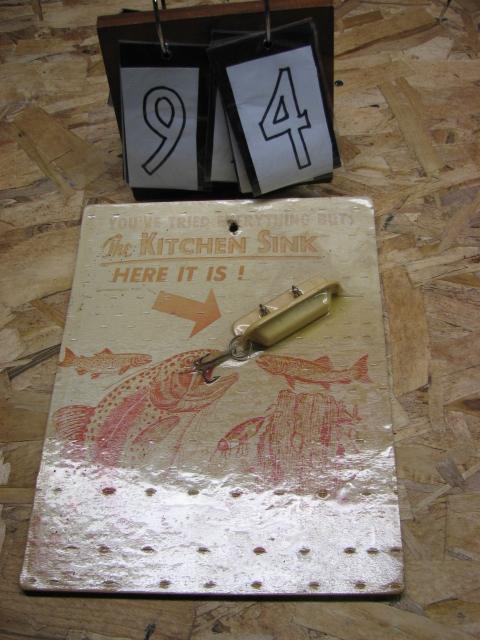 9 4
YOU'VE TRIED EVERYTHING BUT!
The KITCHEN SINK
HERE IT IS!